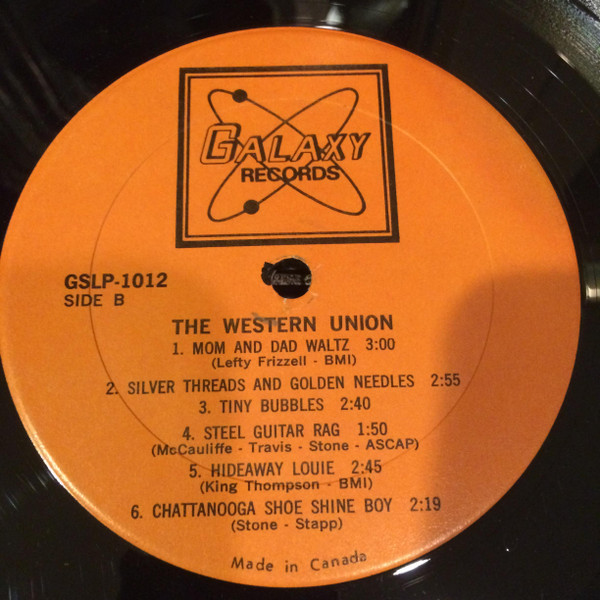 GALAXY
RECORDS
GSLP-1012
SIDE B
THE WESTERN UNION
1. MOM AND DAD WALTZ 3:00
(Lefty Frizzell - BMI)
2. SILVER THREADS AND GOLDEN NEEDLES 2:55
3. TINY BUBBLES 2:40
4. STEEL GUITAR RAG 1:50
(McCauliffe - Travis - Stone - ASCAP)
5. HIDEAWAY LOUIE 2:45
(King Thompson - BMI)
6. CHATTANOOGA SHOE SHINE BOY 2:19
(Stone - Stapp)
Made in Canada